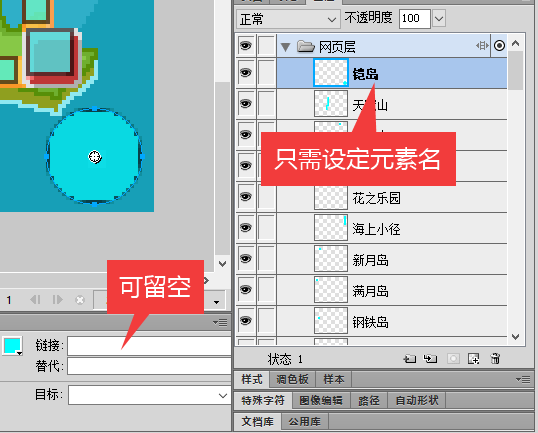 正常 不透明度 100
网页层
铠岛
天冠山
只需设定元素名
花之乐园
海上小径
新月岛
满月岛
钢铁岛
状态 1
样式 调色板 样本
特殊字符 图像编辑 路径 自动形状
文档库 公用库
1
可留空
链接:
替代:
目标: